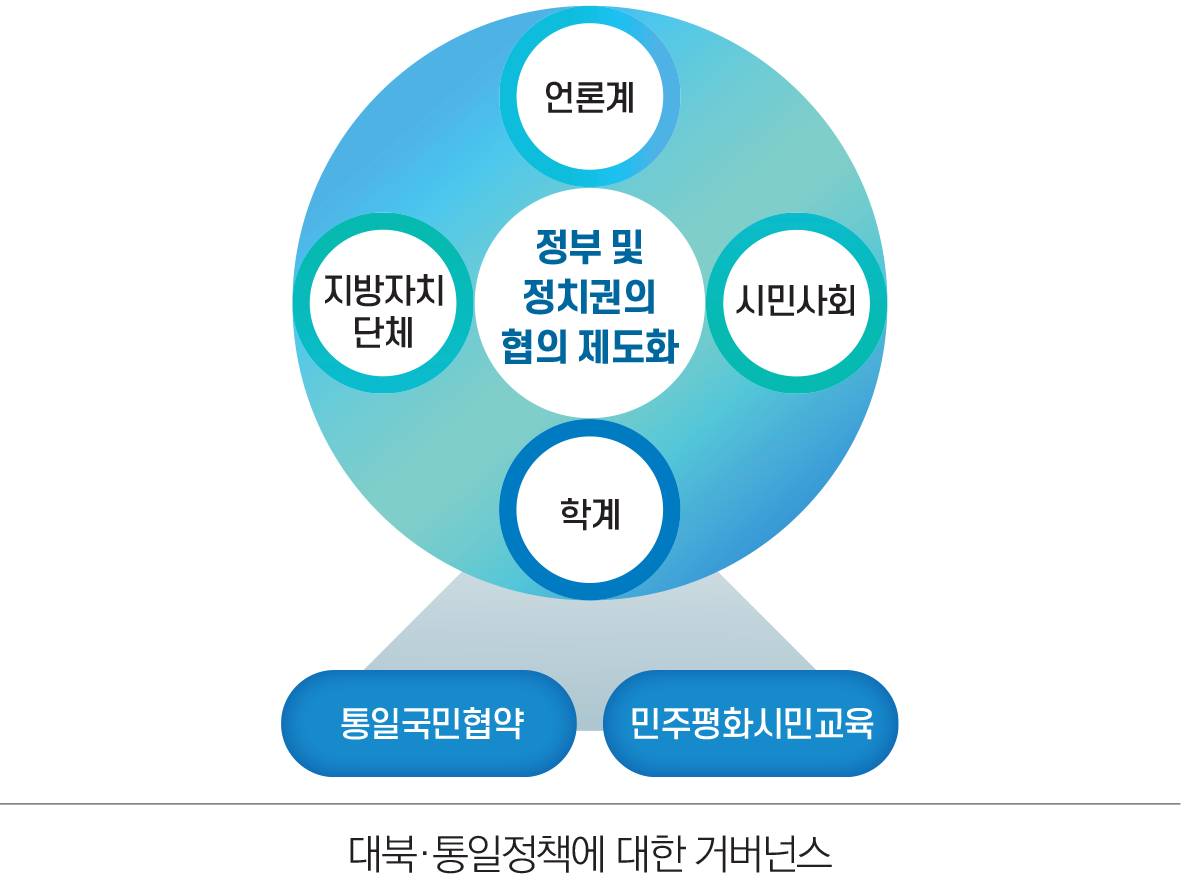 언론계
지방자치
단체
정부 및
정치권의
협의 제도화
시민사회
학계
통일국민협약
민주평화시민교육
대북·통일정책에 대한 거버넌스